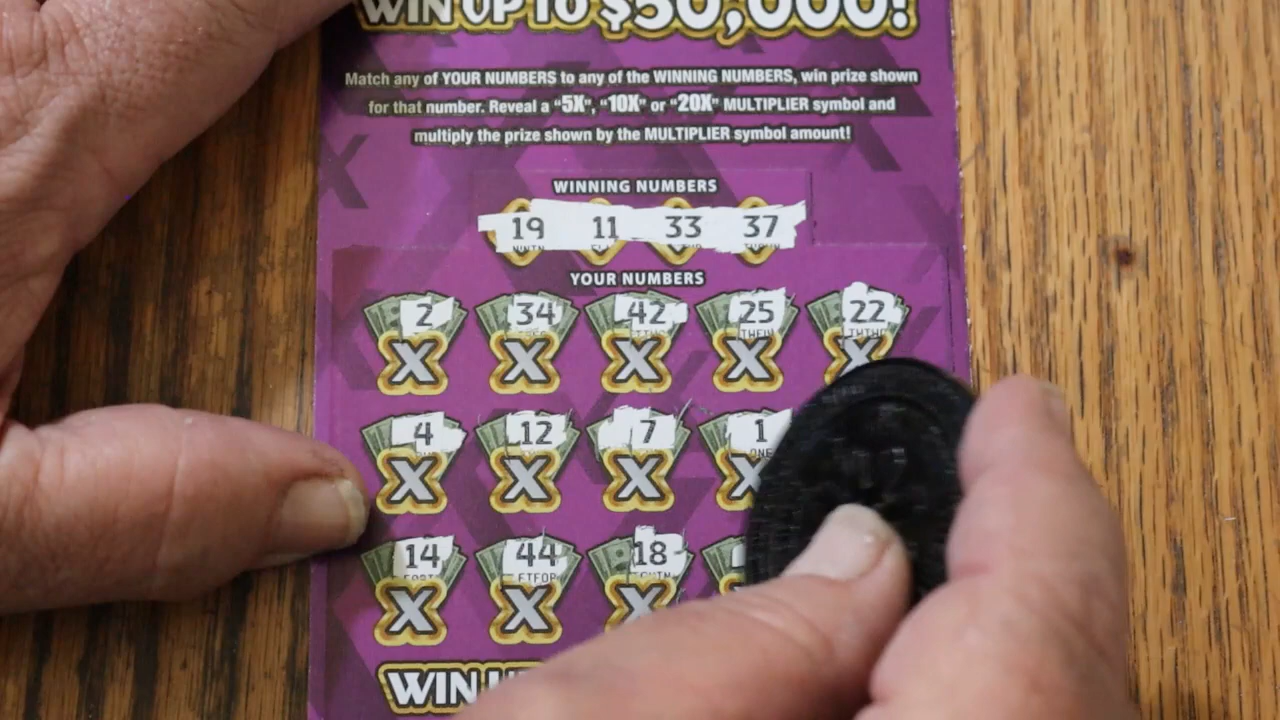 WIN UP TO $50,000!
Match any of YOUR NUMBERS to any of the WINNING NUMBERS, win prize shown
for that number. Reveal a "5X", "10X" or "20X" MULTIPLIER symbol and
multiply the prize shown by the MULTIPLIER symbol amount!
WINNING NUMBERS
19 11 33 37
YOUR NUMBERS
2 34 42 25 22
X X X X X
4 12 7 1
ONE
X X X X
14 44 18
X X X
WIN